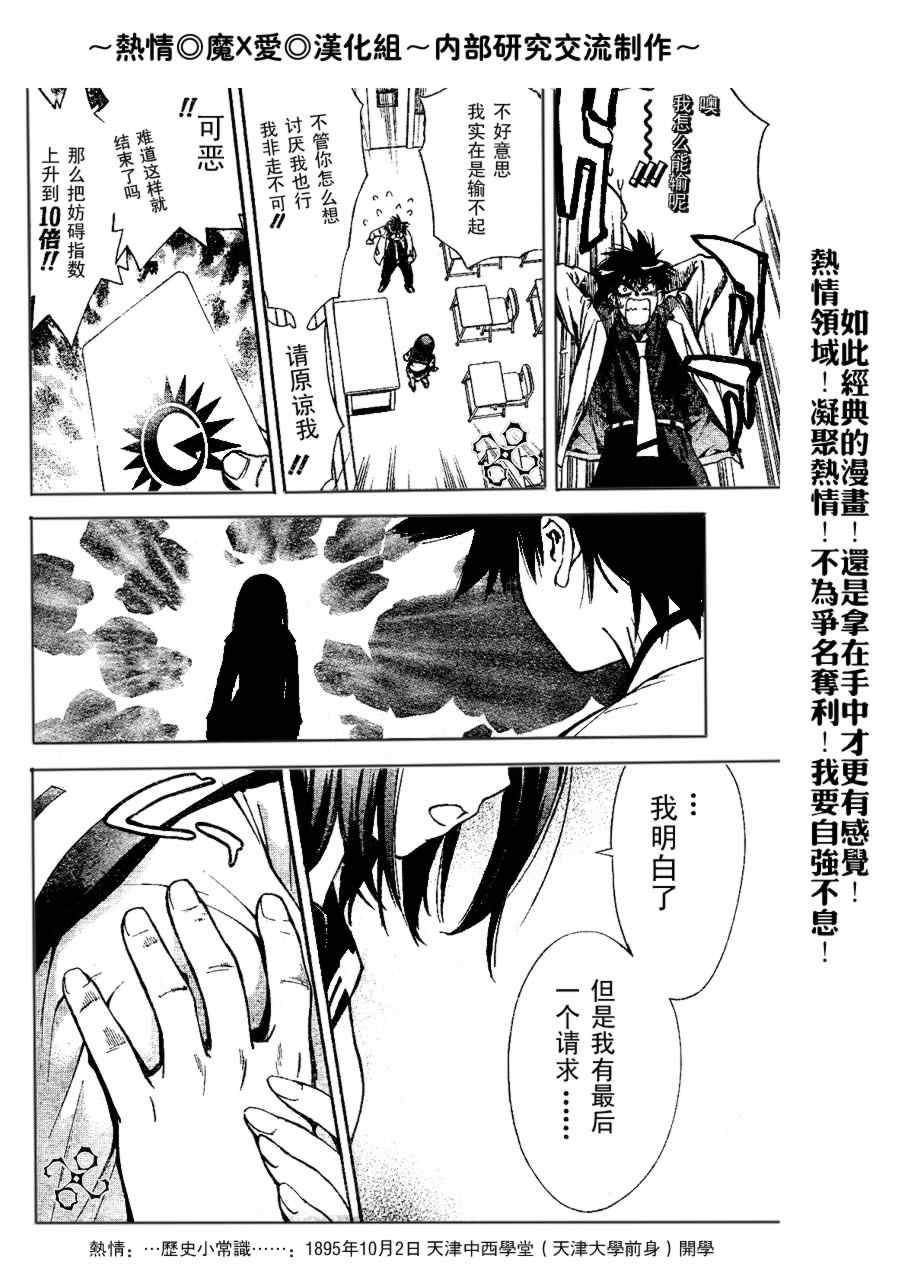 ～熱情◎魔X愛◎漢化組～内部研究交流制作～
噢
我怎么能输呢
!!!
不好意思
我实在是输不起
不管你怎么想
讨厌我也行
我非走不可!!
请原谅我!!
可恶!!
难道这样就
结束了吗
那么把妨碍指数
上升到10倍!!
…
我明白了
但是我有最后
一个请求……
如此經典的漫畫！還是拿在手中才更有感覺！
熱情領域！凝聚熱情！不為爭名奪利！我要自強不息！
熱情：…歷史小常識……：1895年10月2日 天津中西學堂（天津大學前身）開學